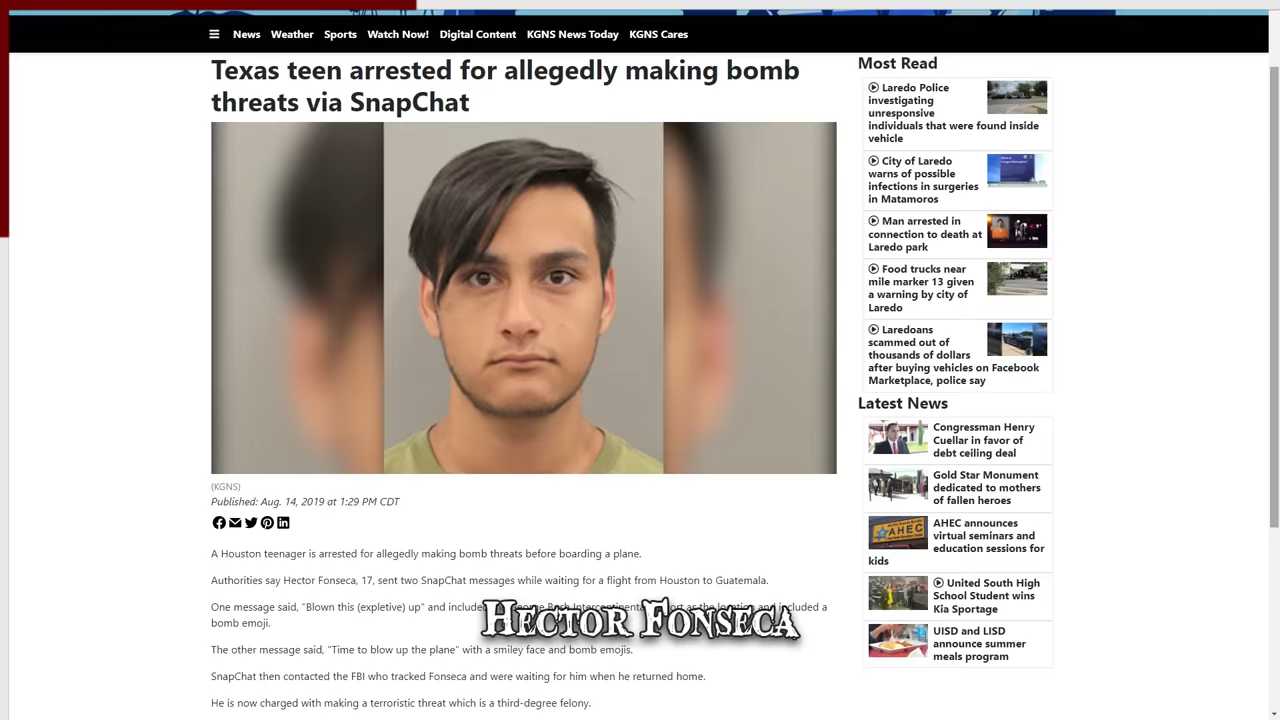 News Weather Sports Watch Now! Digital Content KGNS News Today KGNS Cares
Texas teen arrested for allegedly making bomb
threats via SnapChat
(KGNS)
Published: Aug. 14, 2019 at 1:29 PM CDT
A Houston teenager is arrested for allegedly making bomb threats before boarding a plane.
Authorities say Hector Fonseca, 17, sent two SnapChat messages while waiting for a flight from Houston to Guatemala.
One message said, "Blown this (expletive) up" and Bush Intercontinental as the location and included a
bomb emoji.
Hector Fonseca
The other message said, "Time to blow up the plane" with a smiley face and bomb emojis.
SnapChat then contacted the FBI who tracked Fonseca and were waiting for him when he returned home.
He is now charged with making a terroristic threat which is a third-degree felony.
Most Read
Laredo Police
investigating
unresponsive
individuals that were found inside
vehicle
City of Laredo
warns of possible
infections in surgeries
in Matamoros
Man arrested in
connection to death at
Laredo park
Food trucks near
mile marker 13 given
a warning by city of
Laredo
Laredoans
scammed out of
thousands of dollars
after buying vehicles on Facebook
Marketplace, police say
Latest News
Congressman Henry
Cuellar in favor of
debt ceiling deal
Gold Star Monument
dedicated to mothers
of fallen heroes
AHEC
AHEC announces
virtual seminars and
education sessions for
kids
United South High
School Student wins
Kia Sportage
UISD and LISD
announce summer
meals program